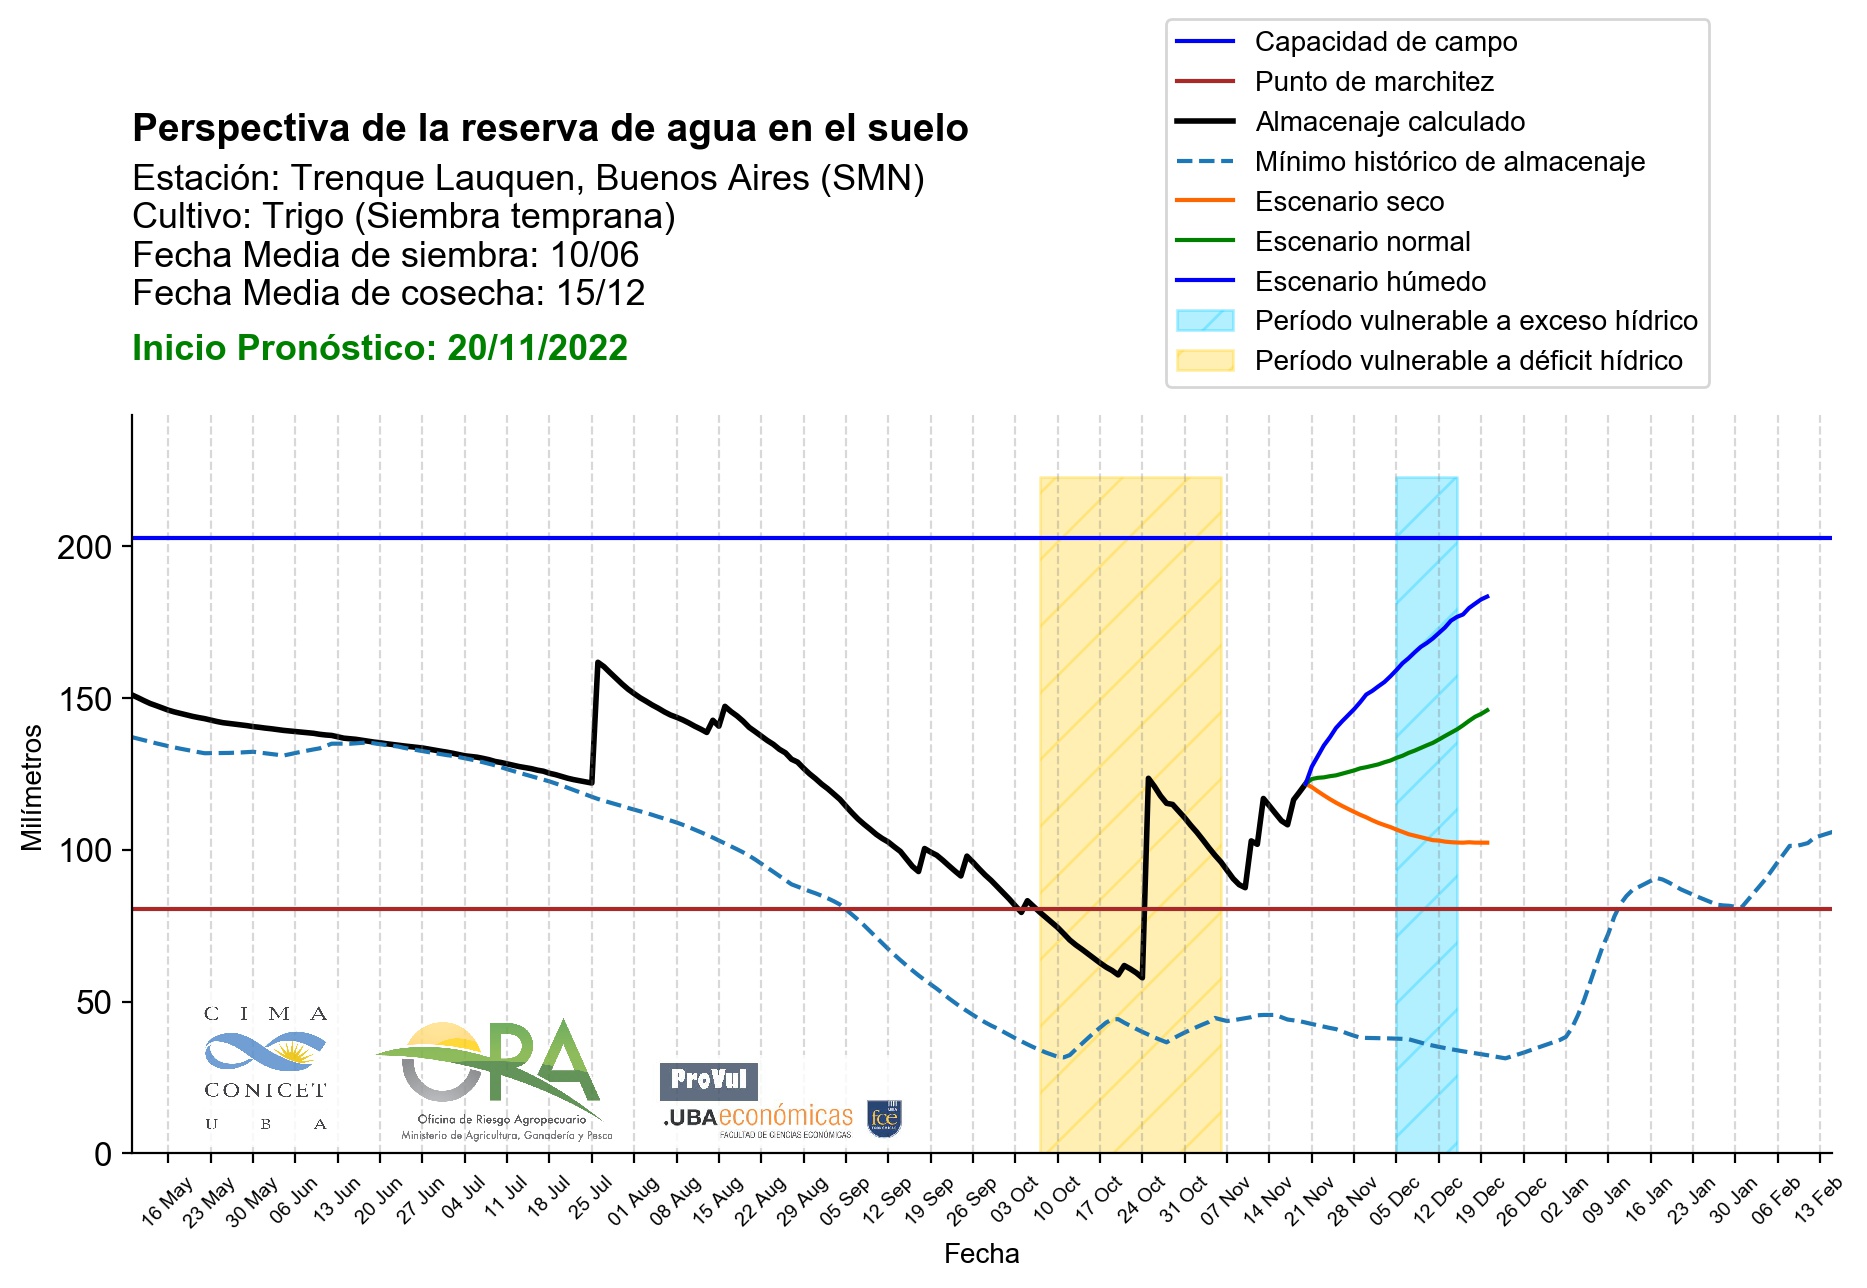 Capacidad de campo
Punto de marchitez
Almacenaje calculado
Mínimo histórico de almacenaje
Escenario seco
Escenario normal
Escenario húmedo
Período vulnerable a exceso hídrico
Período vulnerable a déficit hídrico
Perspectiva de la reserva de agua en el suelo
Estación: Trenque Lauquen, Buenos Aires (SMN)
Cultivo: Trigo (Siembra temprana)
Fecha Media de siembra: 10/06
Fecha Media de cosecha: 15/12
Inicio Pronóstico: 20/11/2022
Milímetros
200
150
100
50
0
C I M A
CONICET
U B A
ORA
Oficina de Riesgo Agropecuario
Ministerio de Agricultura, Ganadería y Pesca
ProVul
.UBAeconómicas
FACULTAD DE CIENCIAS ECONÓMICAS
fce
16 May
23 May
30 May
06 Jun
13 Jun
20 Jun
27 Jun
04 Jul
11 Jul
18 Jul
25 Jul
01 Aug
08 Aug
15 Aug
22 Aug
29 Aug
05 Sep
12 Sep
19 Sep
26 Sep
03 Oct
10 Oct
17 Oct
24 Oct
31 Oct
07 Nov
14 Nov
21 Nov
28 Nov
05 Dec
12 Dec
19 Dec
26 Dec
02 Jan
09 Jan
16 Jan
23 Jan
30 Jan
06 Feb
13 Feb
Fecha